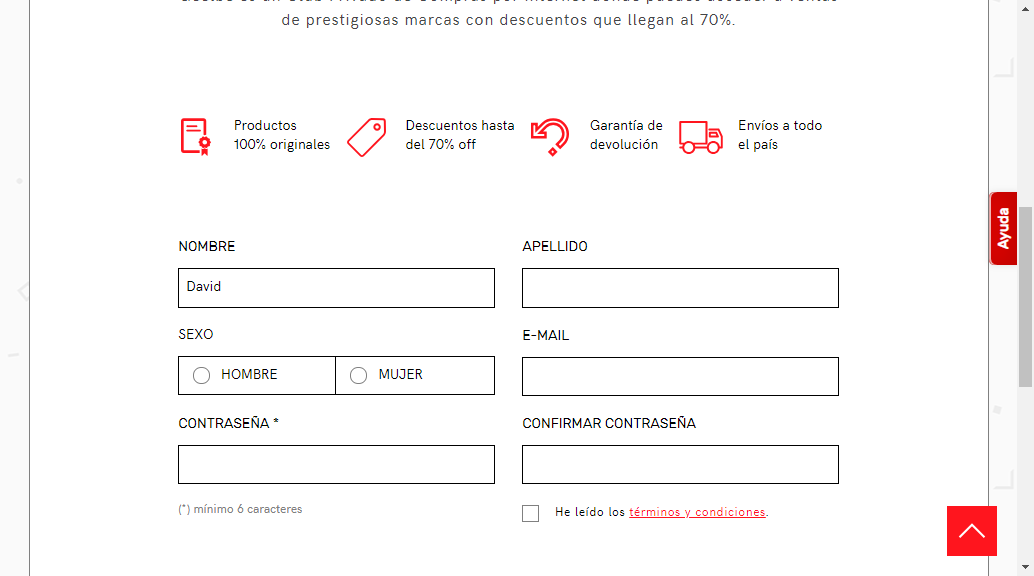 de prestigiosas marcas con descuentos que llegan al 70%.
Productos
100% originales
Descuentos hasta
del 70% off
Garantía de
devolución
Envíos a todo
el país
Ayuda
NOMBRE
APELLIDO
David
SEXO
E-MAIL
HOMBRE
MUJER
CONTRASEÑA *
CONFIRMAR CONTRASEÑA
(*) mínimo 6 caracteres
He leído los términos y condiciones.